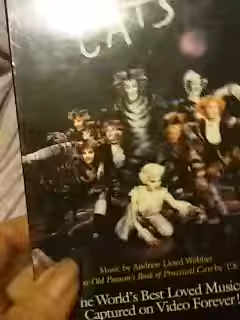 CATS
Music by Andrew Lloyd Webber
Old Possum's Book of Practical Cats by T.S
he World's Best Loved Music
Captured on Video Forever!